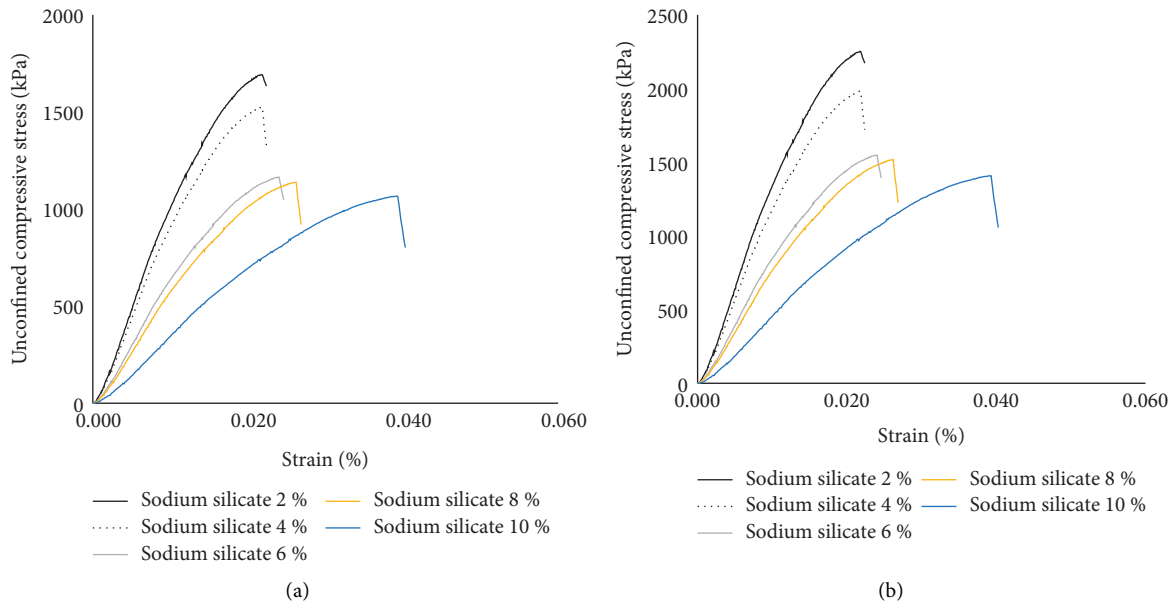 2000
1500
1000
500
0
Unconfined compressive stress (kPa)
0.000
0.020
0.040
0.060
Strain (%)
Sodium silicate 2 %
Sodium silicate 4 %
Sodium silicate 6 %
Sodium silicate 8 %
Sodium silicate 10 %
(a)
2500
2000
1500
1000
500
0
Unconfined compressive stress (kPa)
0.000
0.020
0.040
0.060
Strain (%)
Sodium silicate 2 %
Sodium silicate 4 %
Sodium silicate 6 %
Sodium silicate 8 %
Sodium silicate 10 %
(b)